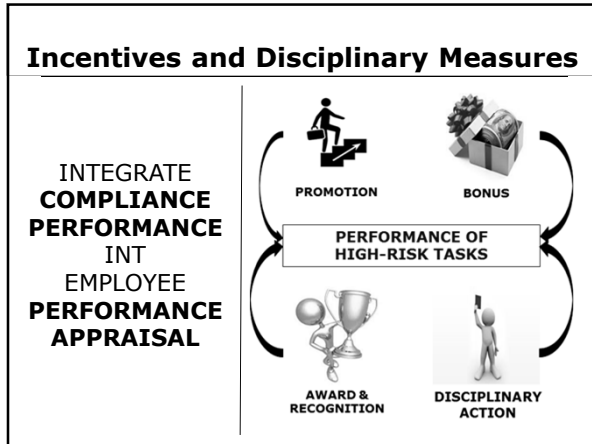 Incentives and Disciplinary Measures
INTEGRATE
COMPLIANCE
PERFORMANCE
INT
EMPLOYEE
PERFORMANCE
APPRAISAL
PROMOTION
BONUS
PERFORMANCE OF
HIGH-RISK TASKS
AWARD &
RECOGNITION
DISCIPLINARY
ACTION